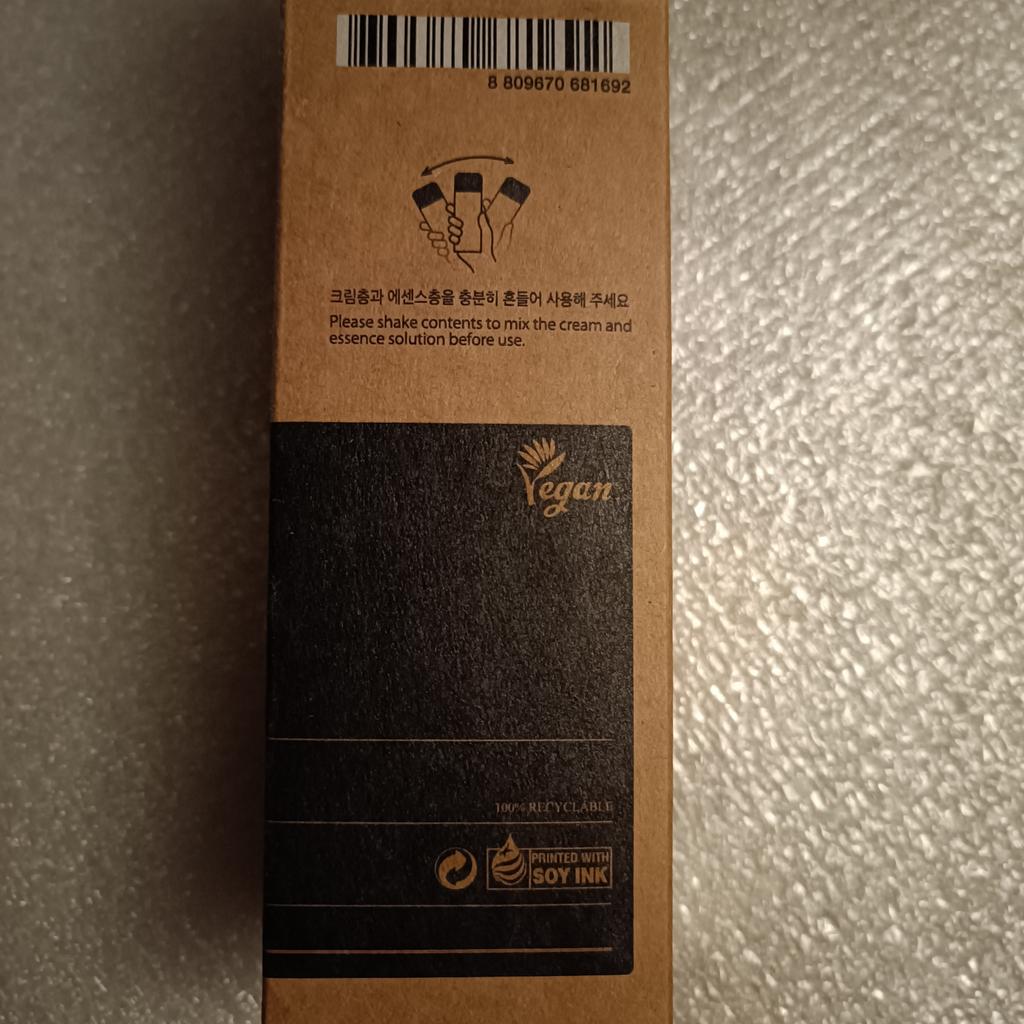 8 809670 681692
크림층과 에센스층을 충분히 흔들어 사용해 주세요
Please shake contents to mix the cream and
essence solution before use.
Vegan
100% RECYCLABLE
PRINTED WITH
SOY INK